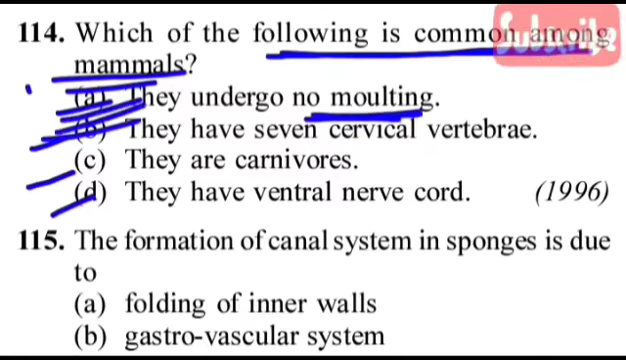 114. Which of the following is common among
mammals?
(a) They undergo no moulting.
(b) They have seven cervical vertebrae.
(c) They are carnivores.
(d) They have ventral nerve cord. (1996)
115. The formation of canal system in sponges is due
to
(a) folding of inner walls
(b) gastro-vascular system
Subscribe